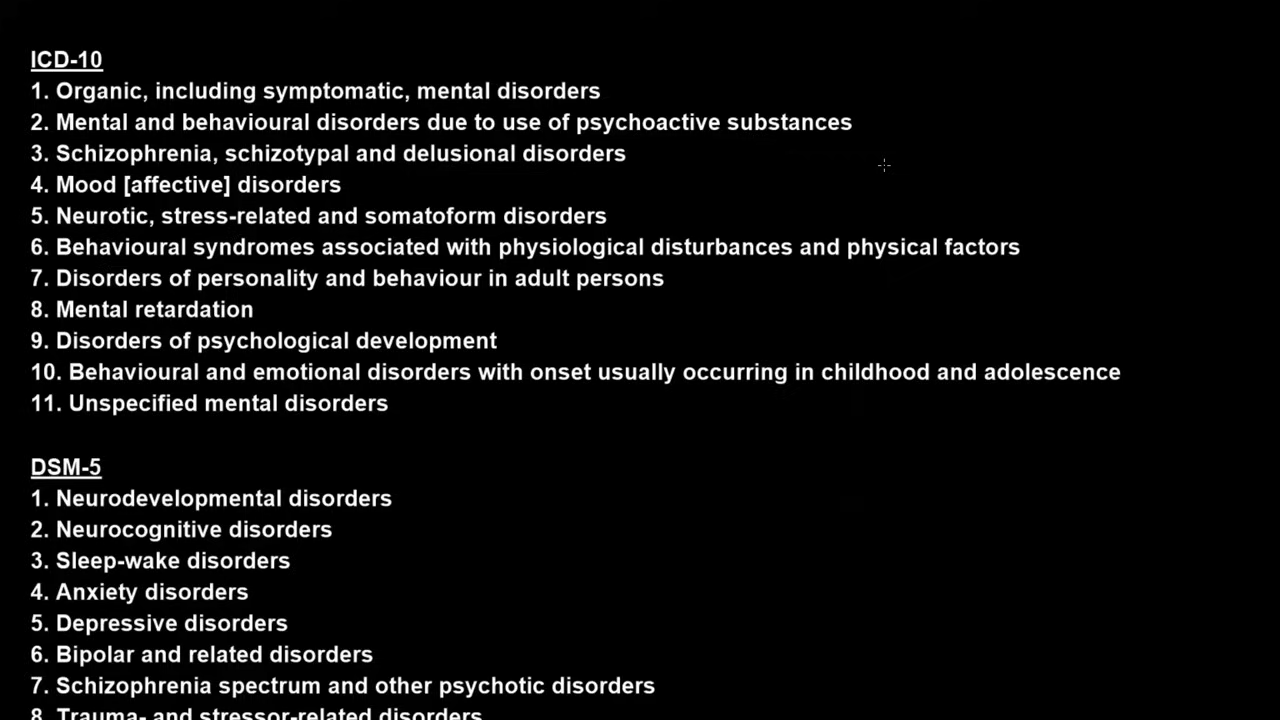 ICD-10
1. Organic, including symptomatic, mental disorders
2. Mental and behavioural disorders due to use of psychoactive substances
3. Schizophrenia, schizotypal and delusional disorders
4. Mood [affective] disorders
5. Neurotic, stress-related and somatoform disorders
6. Behavioural syndromes associated with physiological disturbances and physical factors
7. Disorders of personality and behaviour in adult persons
8. Mental retardation
9. Disorders of psychological development
10. Behavioural and emotional disorders with onset usually occurring in childhood and adolescence
11. Unspecified mental disorders
DSM-5
1. Neurodevelopmental disorders
2. Neurocognitive disorders
3. Sleep-wake disorders
4. Anxiety disorders
5. Depressive disorders
6. Bipolar and related disorders
7. Schizophrenia spectrum and other psychotic disorders
8. Trauma- and stressor-related disorders